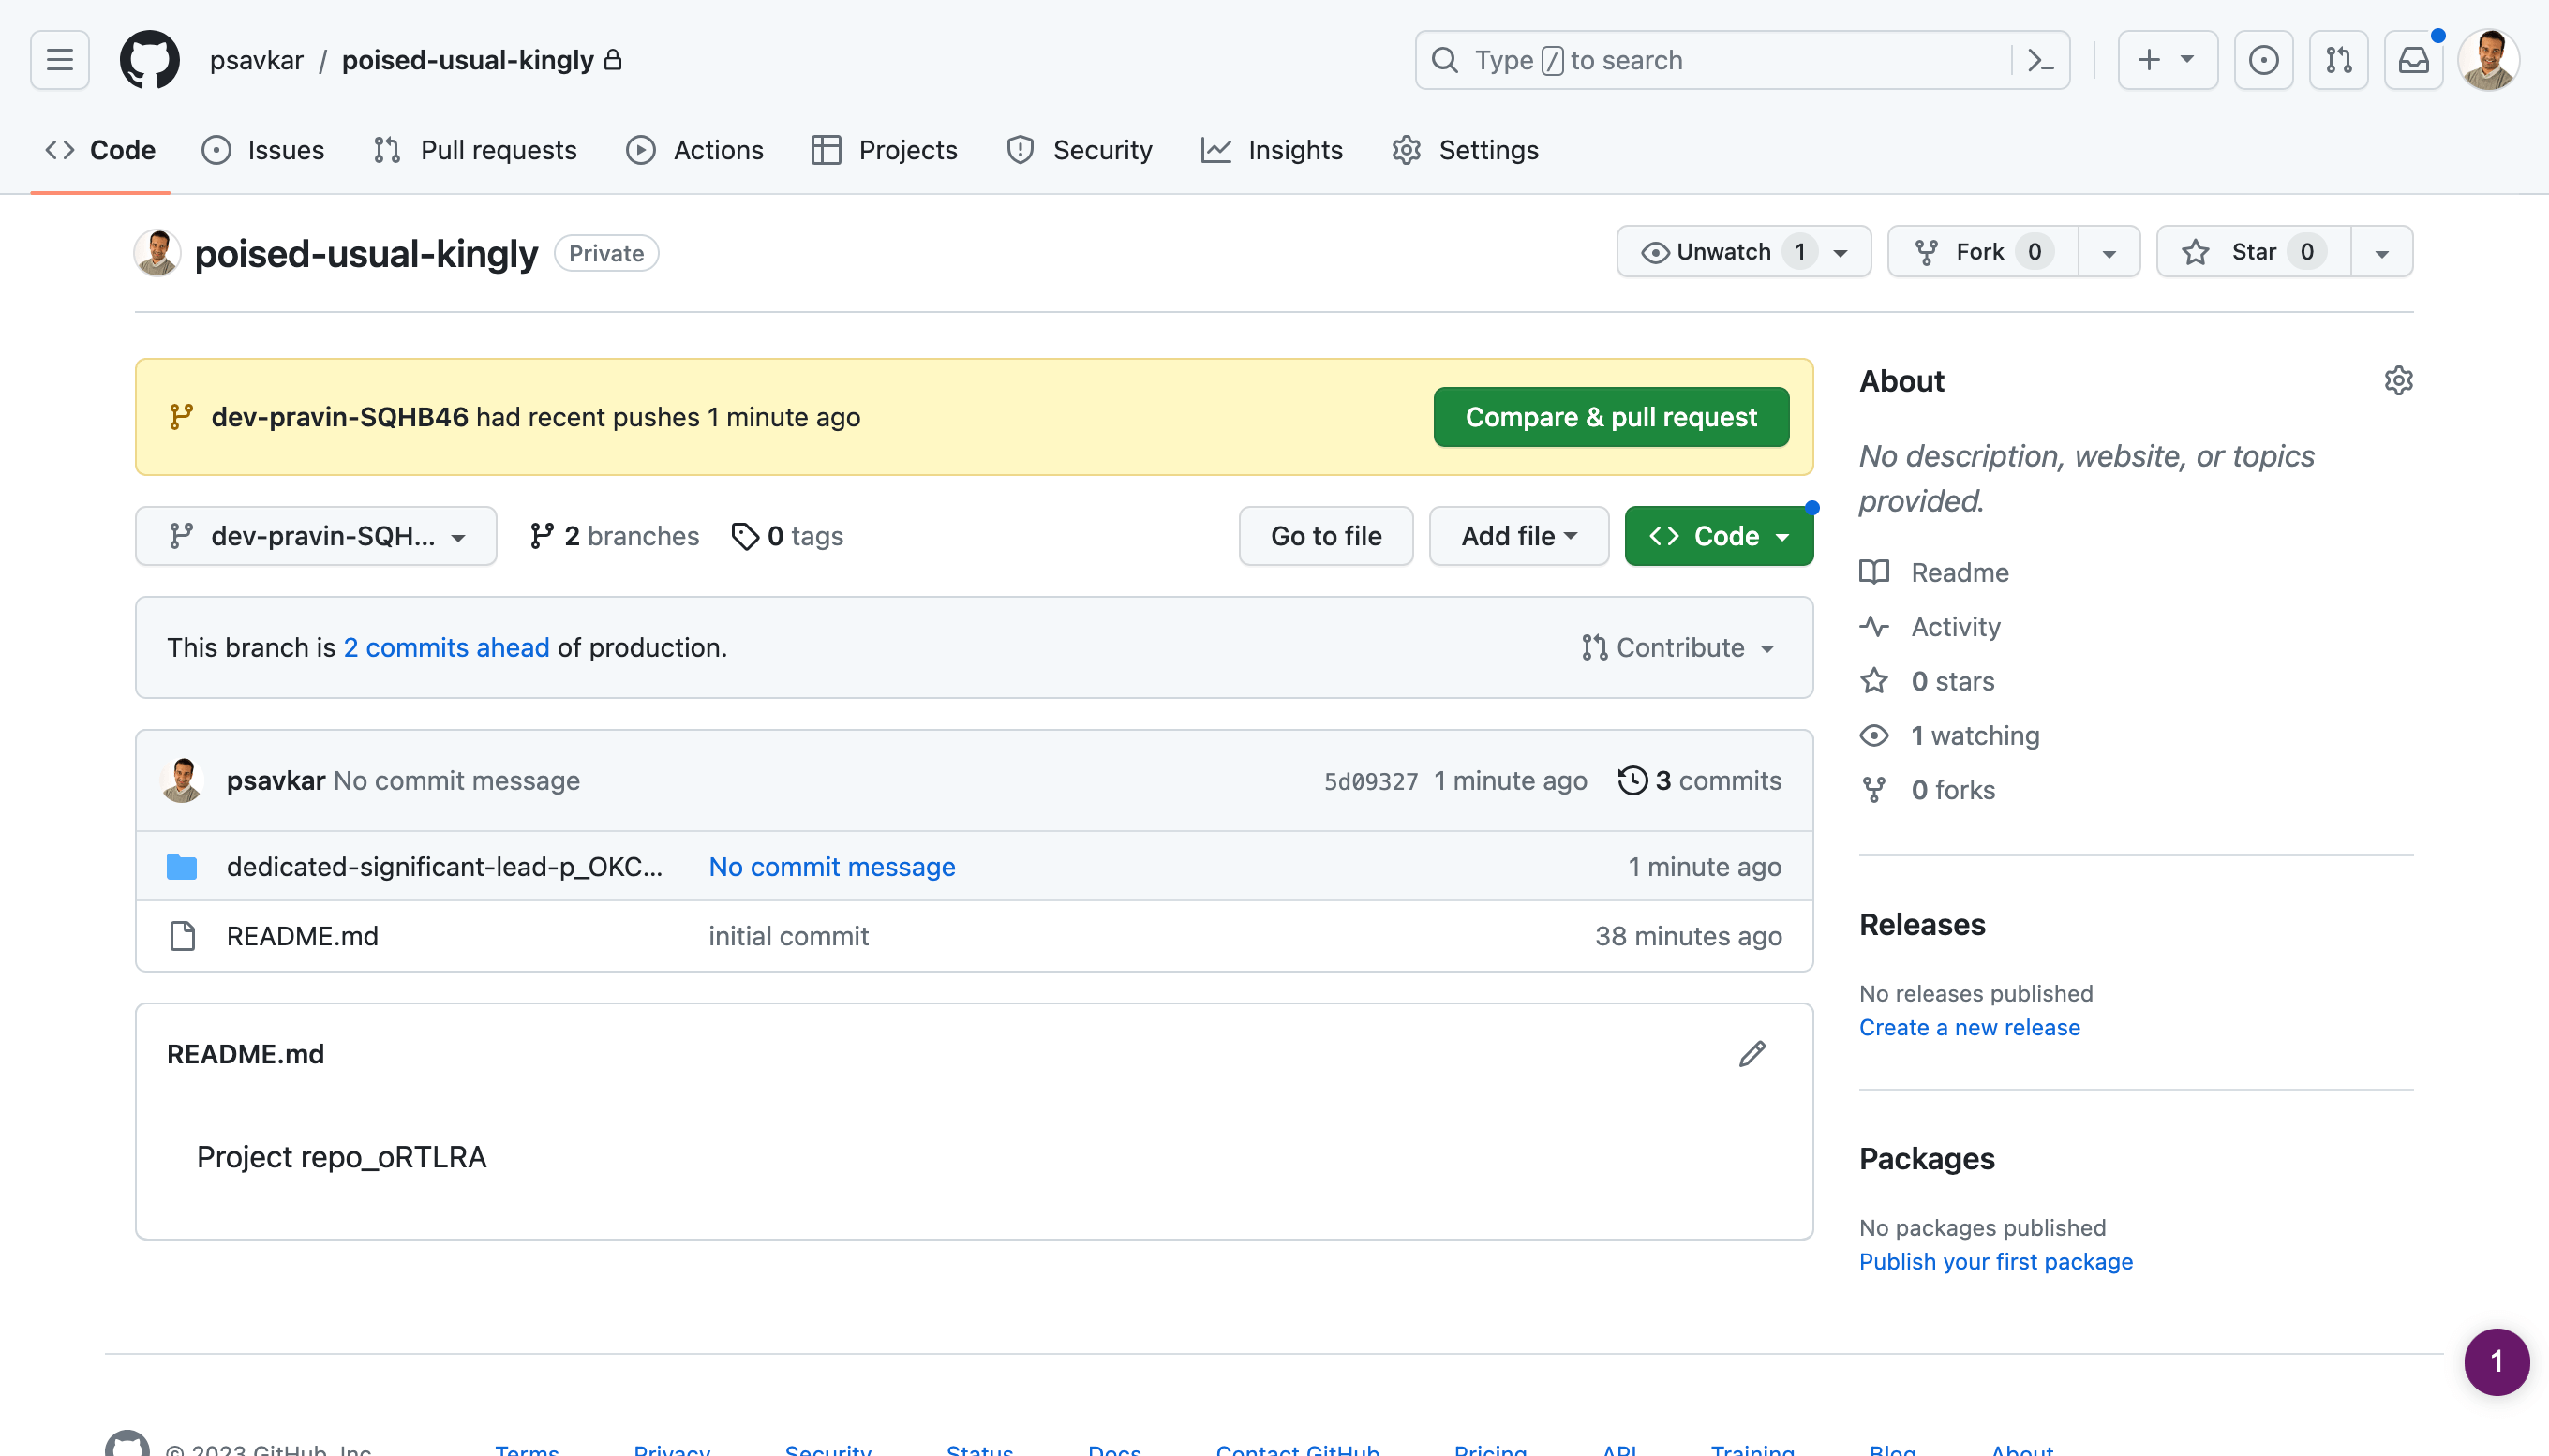 psavkar / poised-usual-kingly
Type / to search
Code
Issues
Pull requests
Actions
Projects
Security
Insights
Settings
poised-usual-kingly Private
Unwatch 1
Fork 0
Star 0
dev-pravin-SQHB46 had recent pushes 1 minute ago
Compare & pull request
dev-pravin-SQH...
2 branches
0 tags
Go to file
Add file
Code
This branch is 2 commits ahead of production.
Contribute
psavkar No commit message
5d09327 1 minute ago
3 commits
dedicated-significant-lead-p_OKC... No commit message 1 minute ago
README.md initial commit 38 minutes ago
README.md
Project repo_oRTLRA
About
No description, website, or topics
provided.
Readme
Activity
0 stars
1 watching
0 forks
Releases
No releases published
Create a new release
Packages
No packages published
Publish your first package
1
© 2023 GitHub, Inc.
Terms
Privacy
Security
Status
Docs
Contact GitHub
Pricing
API
Training
Blog
About